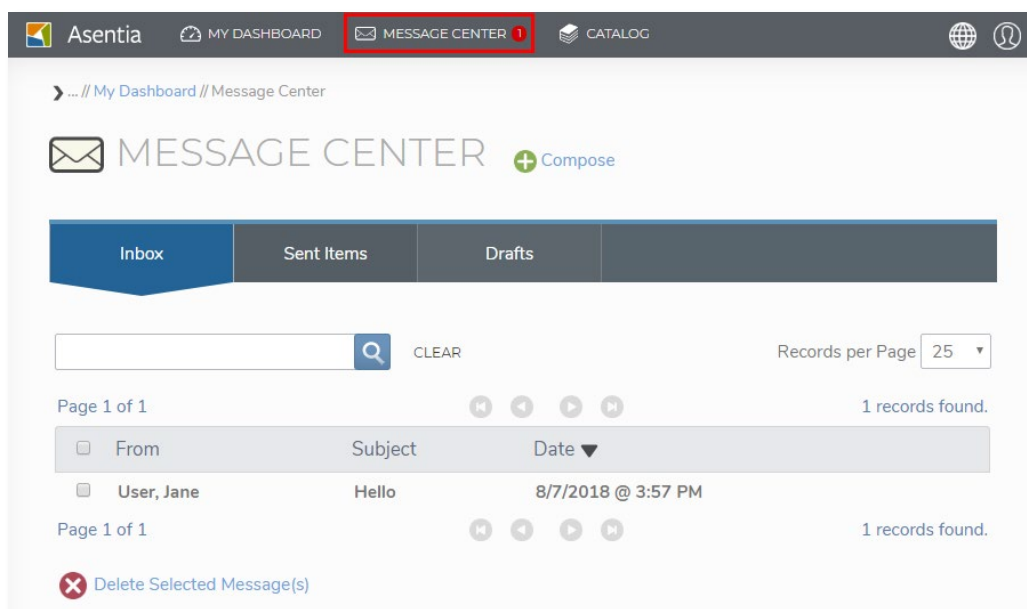 Asentia MY DASHBOARD MESSAGE CENTER 1 CATALOG
... // My Dashboard // Message Center
MESSAGE CENTER Compose
Inbox Sent Items Drafts
CLEAR Records per Page 25
Page 1 of 1 1 records found.
From Subject Date
User, Jane Hello 8/7/2018 @ 3:57 PM
Page 1 of 1 1 records found.
Delete Selected Message(s)